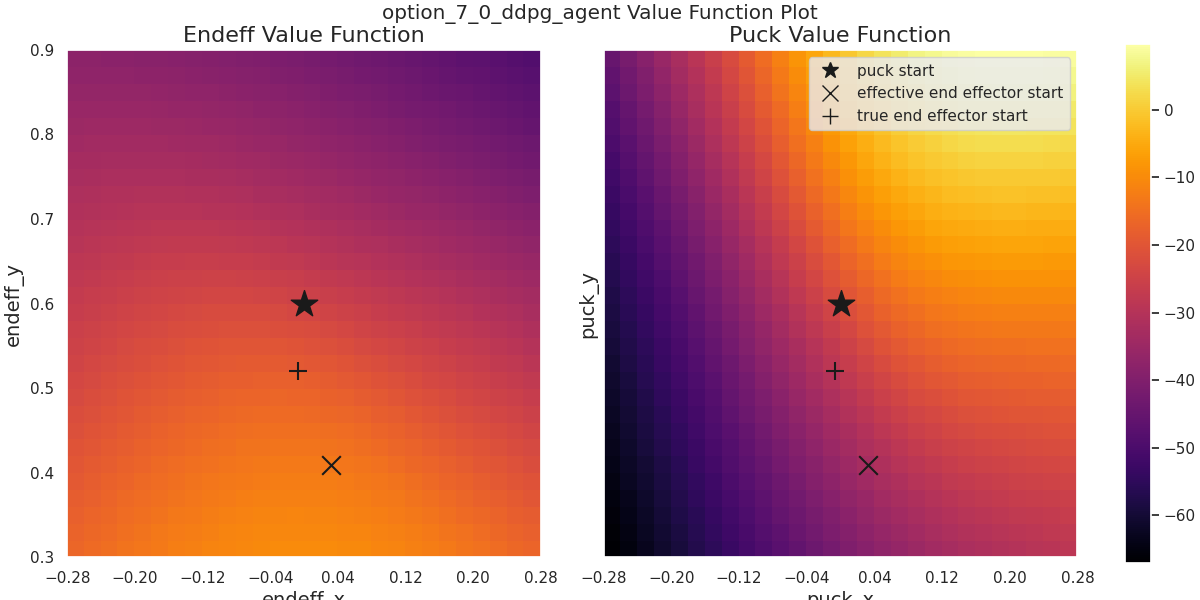 option_7_0_ddpg_agent Value Function Plot
Endeff Value Function
Puck Value Function
puck start
effective end effector start
true end effector start
endeff_y
0.9
0.8
0.7
0.6
0.5
0.4
0.3
−0.28 −0.20 −0.12 −0.04 0.04 0.12 0.20 0.28
endeff_x
puck_y
−0.28 −0.20 −0.12 −0.04 0.04 0.12 0.20 0.28
puck_x
0
−10
−20
−30
−40
−50
−60